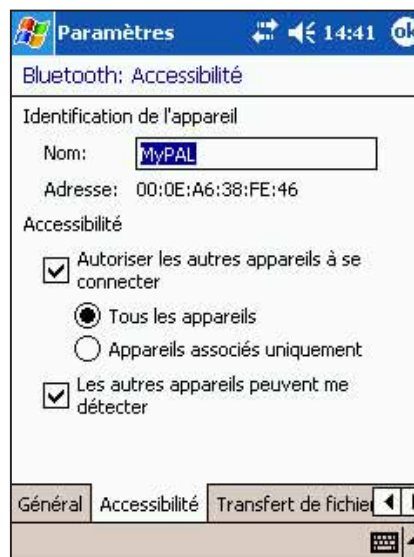 Paramètres 14:41 ok
Bluetooth: Accessibilité
Identification de l'appareil
Nom: MyPAL
Adresse: 00:0E:A6:38:FE:46
Accessibilité
Autoriser les autres appareils à se
connecter
Tous les appareils
Appareils associés uniquement
Les autres appareils peuvent me
détecter
Général Accessibilité Transfert de fichie